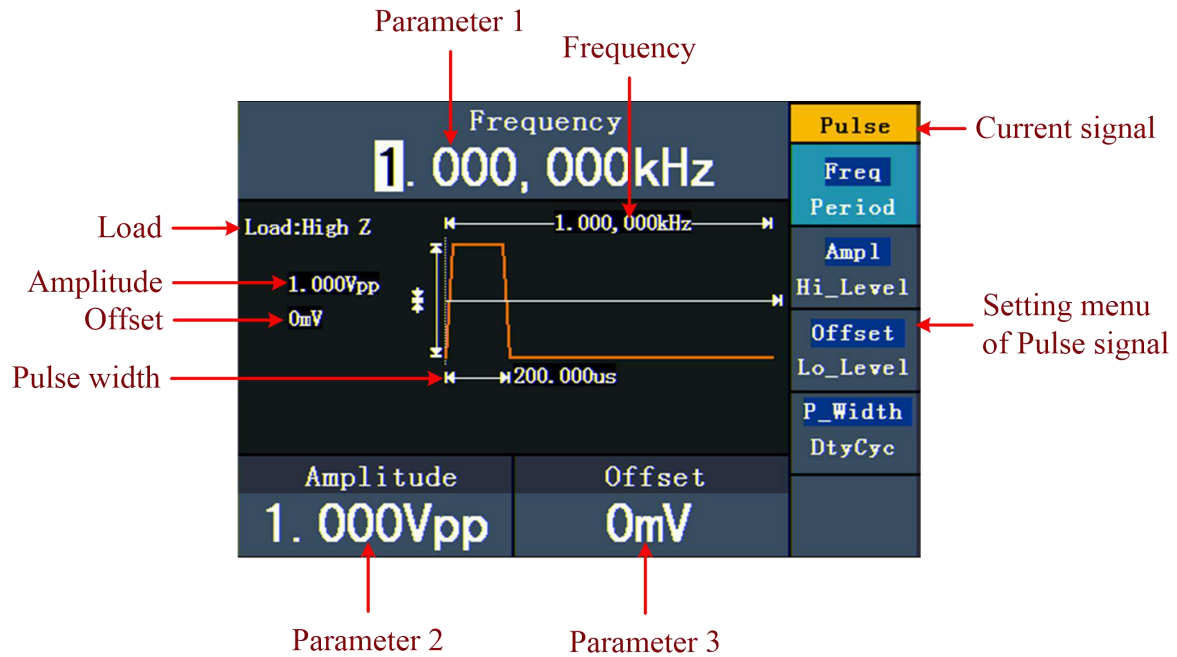 Parameter 1
Frequency
Frequency
1.000,000kHz
Pulse
Current signal
Freq
Period
Load
Load:High Z
1.000,000kHz
Ampl
Hi_Level
Amplitude
1.000Vpp
Offset
0mV
Offset
Lo_Level
Setting menu
of Pulse signal
Pulse width
200.000us
P_Width
DtyCyc
Amplitude
1.000Vpp
Offset
0mV
Parameter 2
Parameter 3